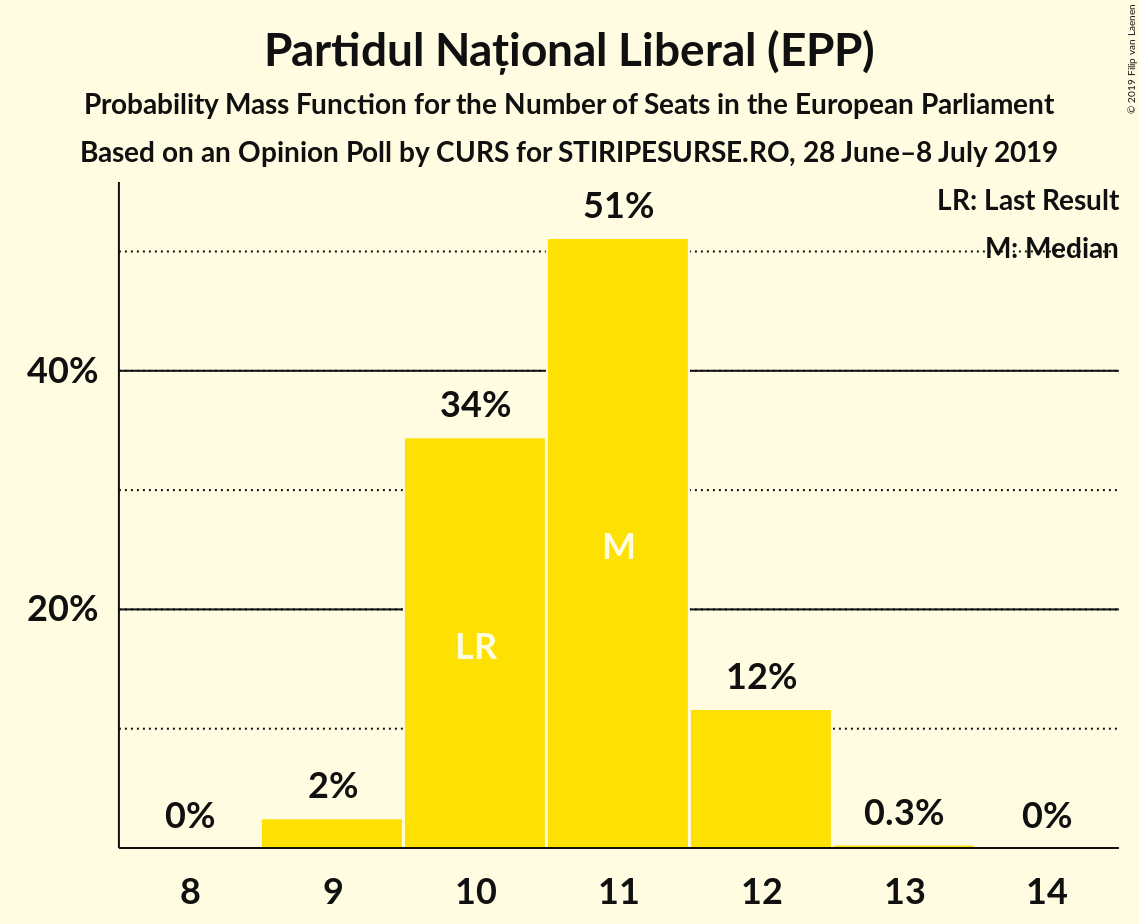 Partidul Național Liberal (EPP)
Probability Mass Function for the Number of Seats in the European Parliament
Based on an Opinion Poll by CURS for STIRIPESURSE.RO, 28 June–8 July 2019
© 2019 Filip van Laenen
LR: Last Result
M: Median
51%
40%
34%
M
20%
LR
12%
2%
0%
0.3%
0%
8 9 10 11 12 13 14